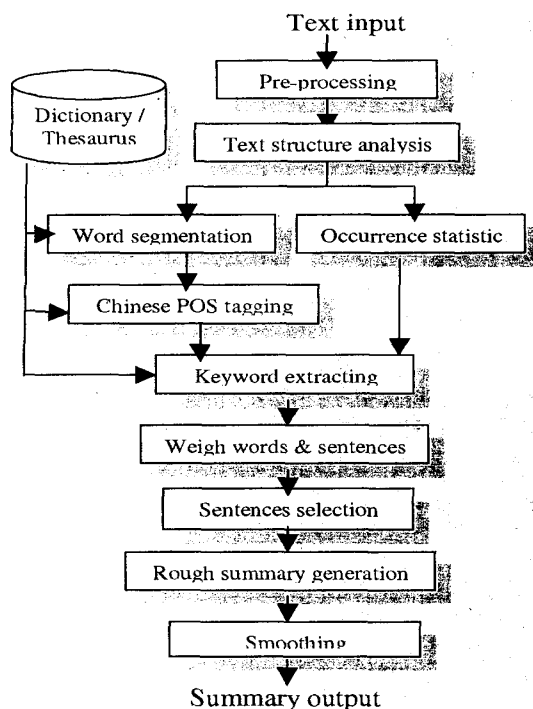 Text input
Pre-processing
Dictionary /
Thesaurus
Text structure analysis
Word segmentation
Occurrence statistic
Chinese POS tagging
Keyword extracting
Weigh words & sentences
Sentences selection
Rough summary generation
Smoothing
Summary output